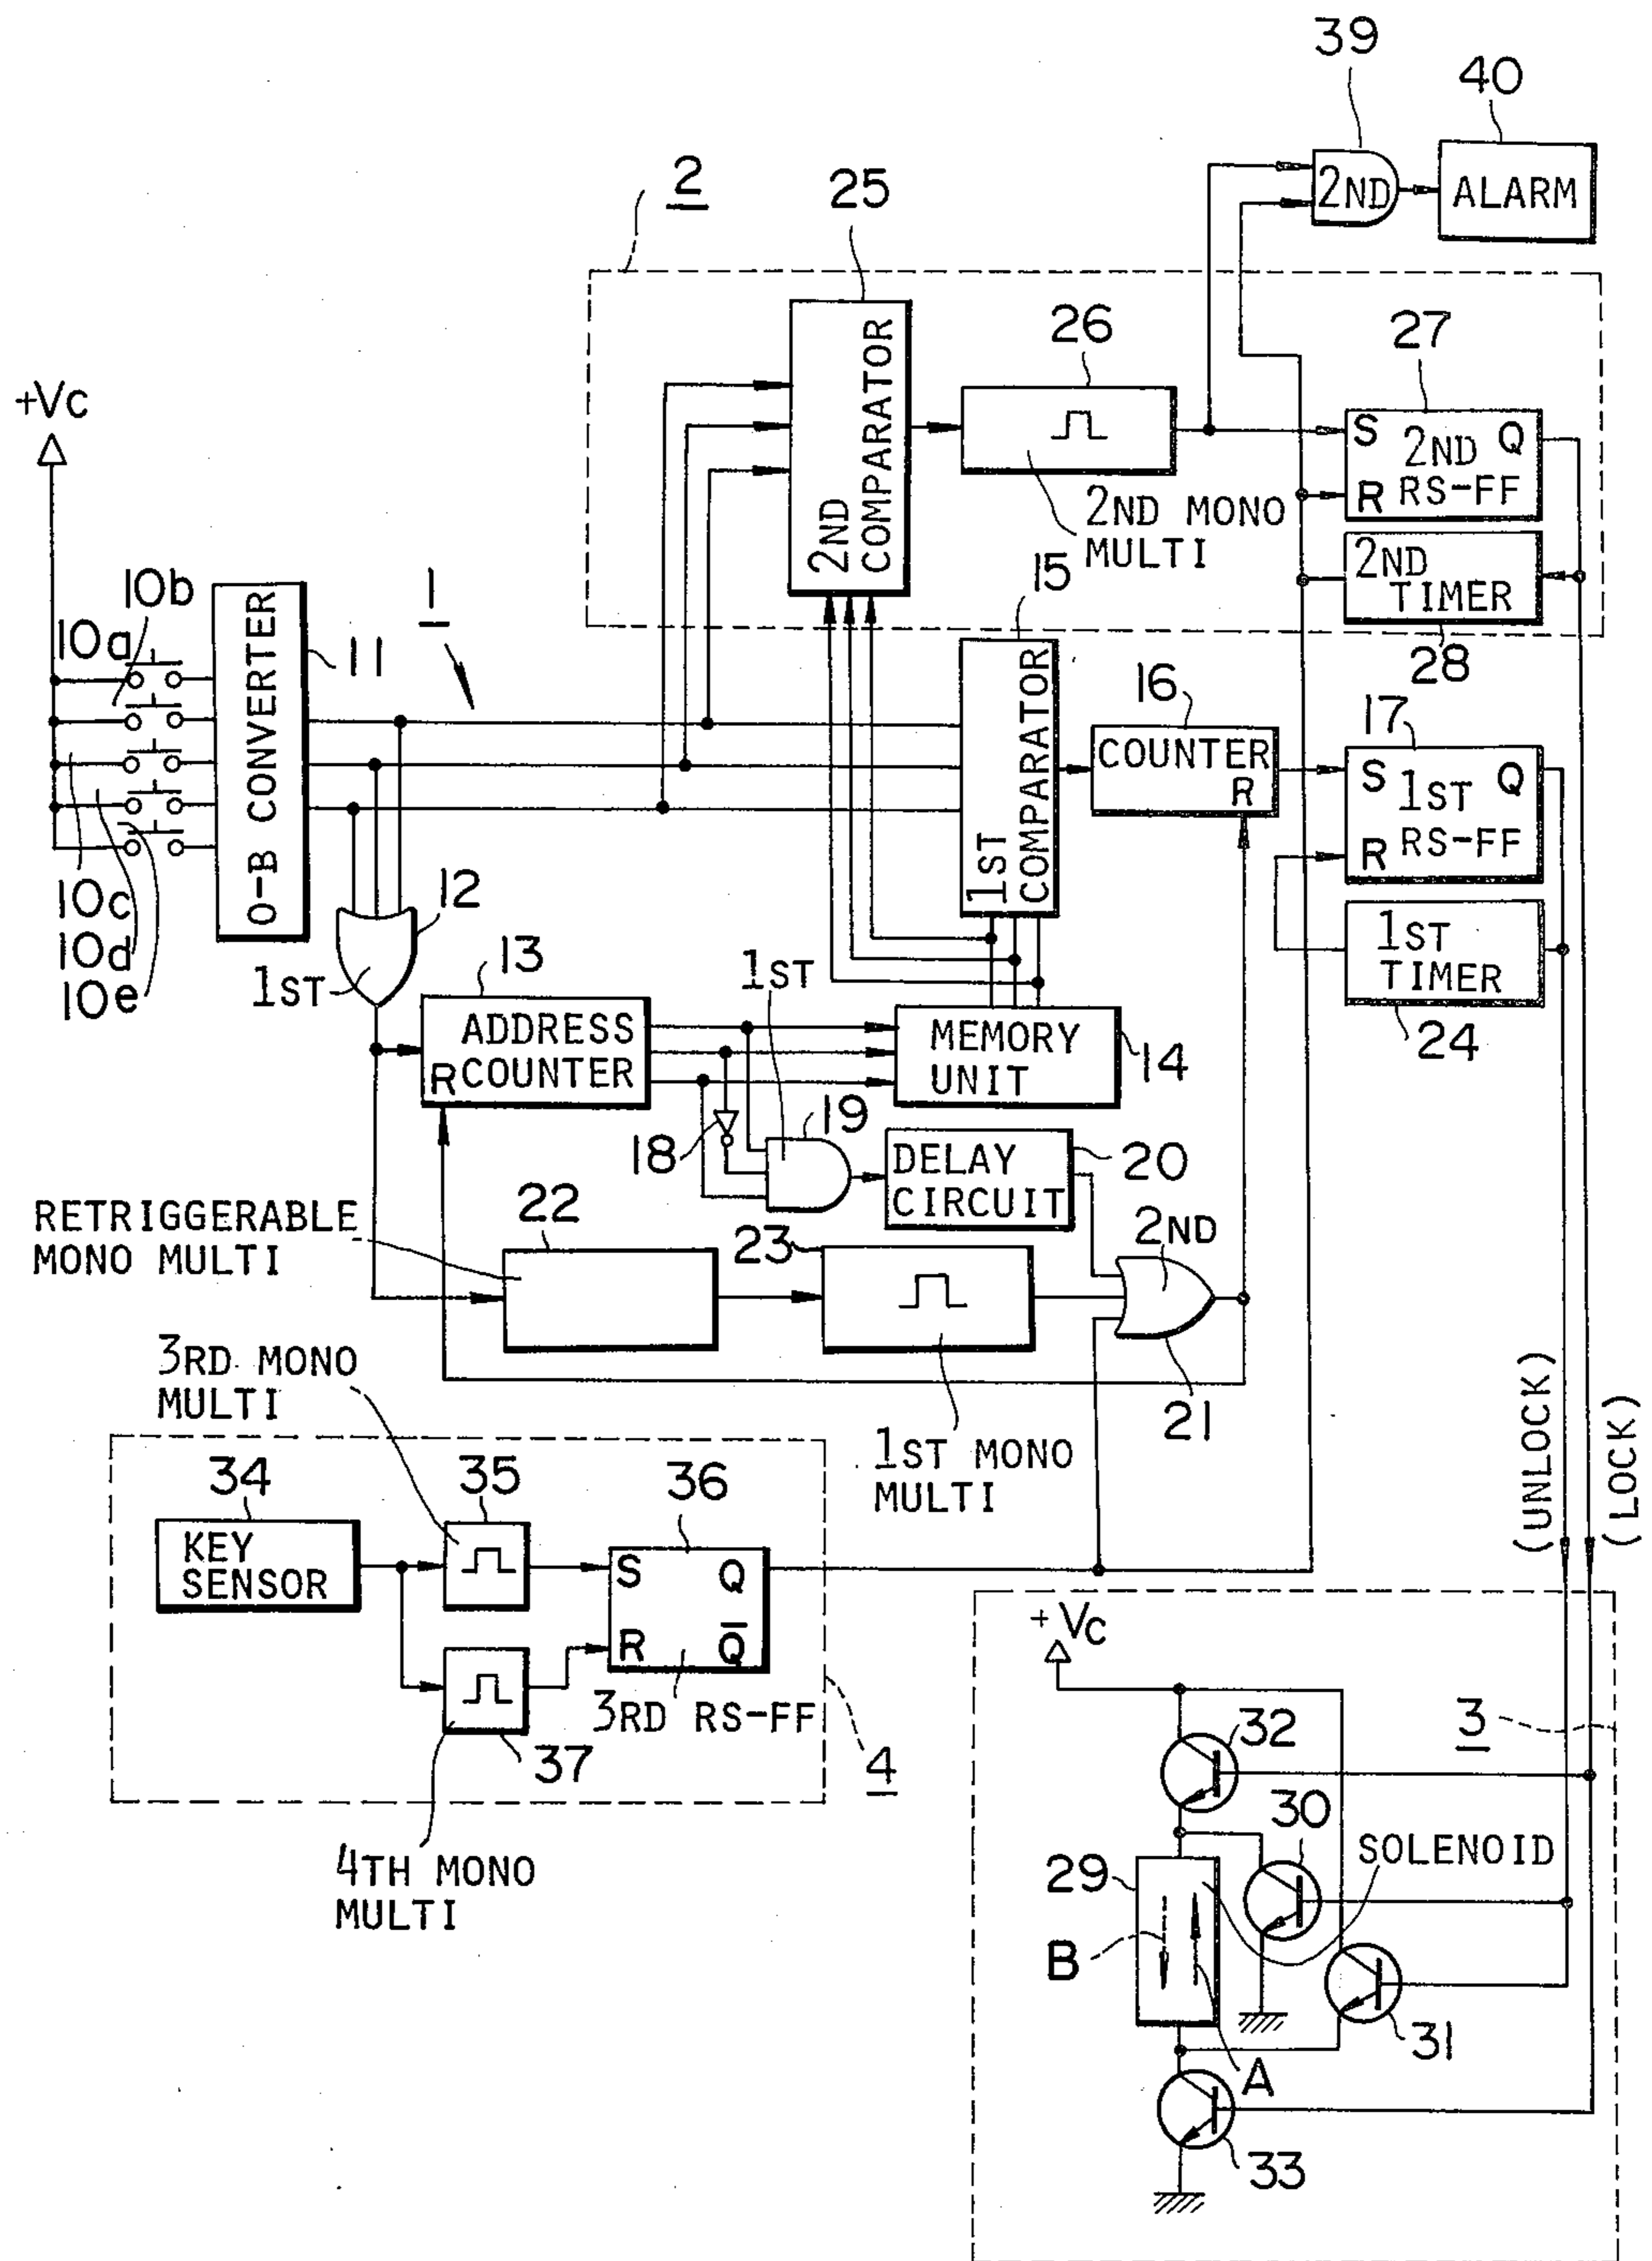 39
40
2ND
ALARM
2
25
2ND
COMPARATOR
26
2ND MONO
MULTI
27
S 2ND Q
R RS-FF
2ND
TIMER
28
+Vc
10a
10b
10c
10d
10e
O-B CONVERTER
11
1
12
1ST
15
1ST
COMPARATOR
16
COUNTER
R
17
S 1ST Q
R RS-FF
1ST
TIMER
24
13
ADDRESS
R COUNTER
1ST
MEMORY
UNIT
14
18
19
DELAY
CIRCUIT
20
RETRIGGERABLE
MONO MULTI
22
23
2ND
21
1ST MONO
MULTI
3RD MONO
MULTI
34
KEY
SENSOR
35
36
S Q
R Q̅
3RD RS-FF
37
4TH MONO
MULTI
4
(UNLOCK)
(LOCK)
+Vc
3
32
30
SOLENOID
29
B
A
31
33